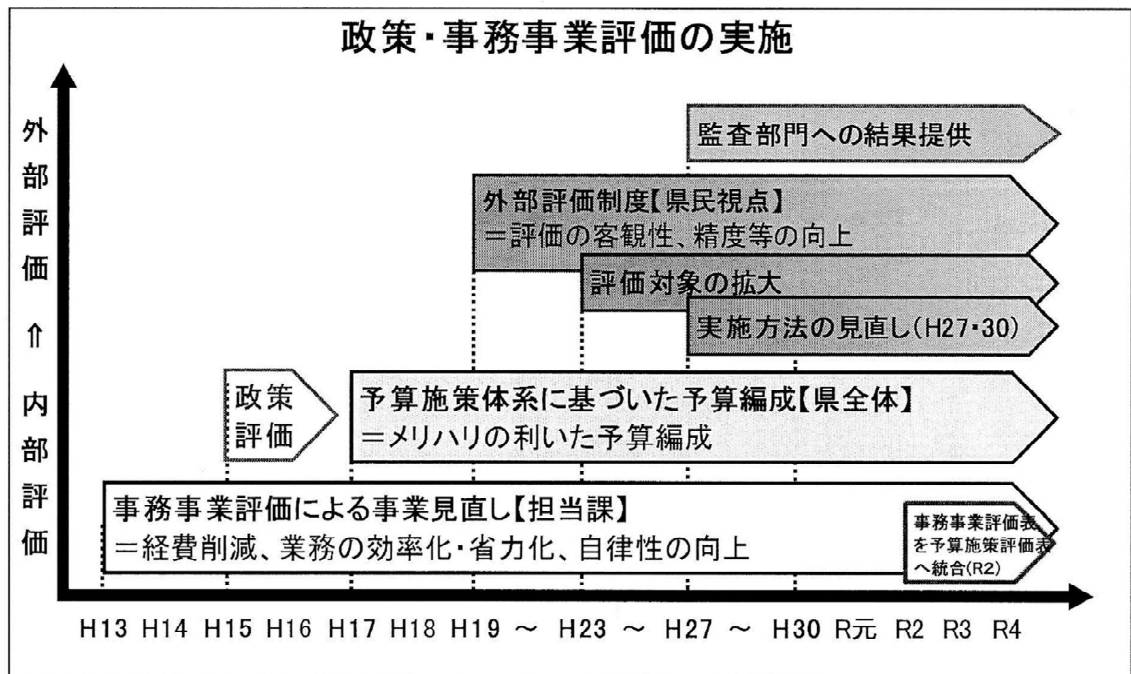 政策・事務事業評価の実施
外部評価 ⇑ 内部評価
監査部門への結果提供
外部評価制度【県民視点】
＝評価の客観性、精度等の向上
評価対象の拡大
実施方法の見直し(H27・30)
政策
評価
予算施策体系に基づいた予算編成【県全体】
＝メリハリの利いた予算編成
事務事業評価による事業見直し【担当課】
＝経費削減、業務の効率化・省力化、自律性の向上
事務事業評価表
を予算施策評価表
へ統合(R2)
H13 H14 H15 H16 H17 H18 H19 ～ H23 ～ H27 ～ H30 R元 R2 R3 R4